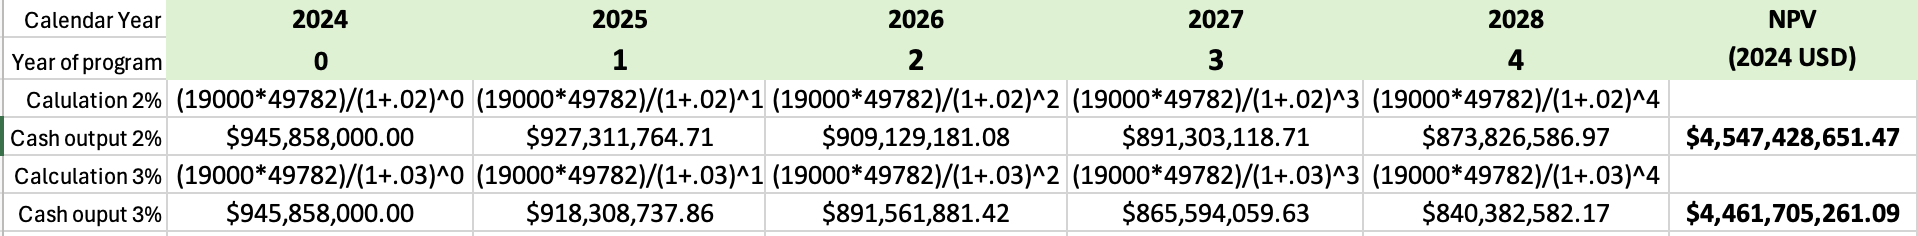 Calendar Year 2024 2025 2026 2027 2028 NPV
Year of program 0 1 2 3 4 (2024 USD)
Calulation 2% (19000*49782)/(1+.02)^0 (19000*49782)/(1+.02)^1 (19000*49782)/(1+.02)^2 (19000*49782)/(1+.02)^3 (19000*49782)/(1+.02)^4
Cash output 2% $945,858,000.00 $927,311,764.71 $909,129,181.08 $891,303,118.71 $873,826,586.97 $4,547,428,651.47
Calculation 3% (19000*49782)/(1+.03)^0 (19000*49782)/(1+.03)^1 (19000*49782)/(1+.03)^2 (19000*49782)/(1+.03)^3 (19000*49782)/(1+.03)^4
Cash ouput 3% $945,858,000.00 $918,308,737.86 $891,561,881.42 $865,594,059.63 $840,382,582.17 $4,461,705,261.09